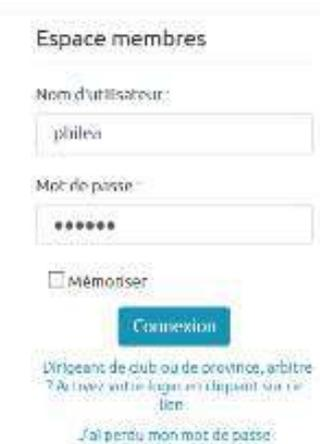 Espace membres
Nom d'utilisateur :
philea
Mot de passe :
••••••
Mémoriser
Connexion
Dirigeant de club ou de province, arbitre
? Activez votre login en cliquant sur ce
lien
J'ai perdu mon mot de passe